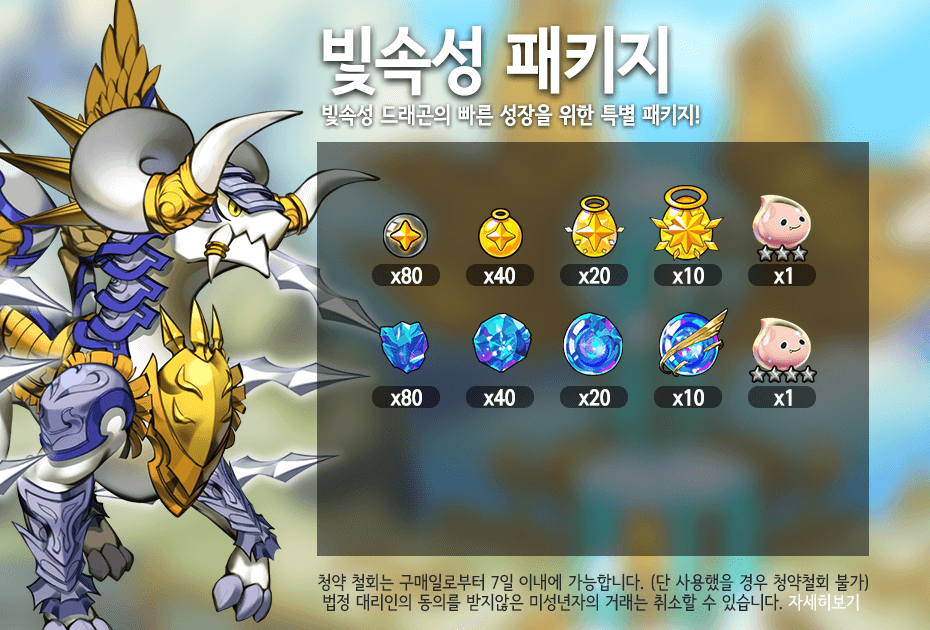 빛속성 패키지
빛속성 드래곤의 빠른 성장을 위한 특별 패키지!
x80 x40 x20 x10 x1
x80 x40 x20 x10 x1
청약 철회는 구매일로부터 7일 이내에 가능합니다. (단 사용했을 경우 청약철회 불가)
법정 대리인의 동의를 받지않은 미성년자의 거래는 취소할 수 있습니다. 자세히보기